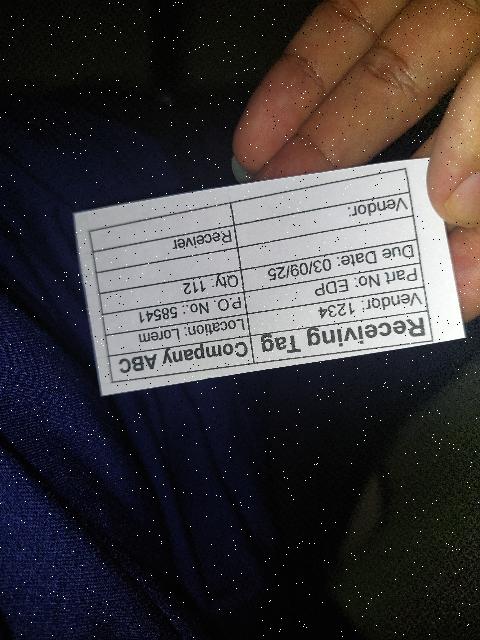 Receiving Tag Company ABC
Vendor: 1234 Location: Lorem
Part No: EDP P.O. No.: 58541
Due Date: 03/09/25 Qty. 112
Vendor: Receiver